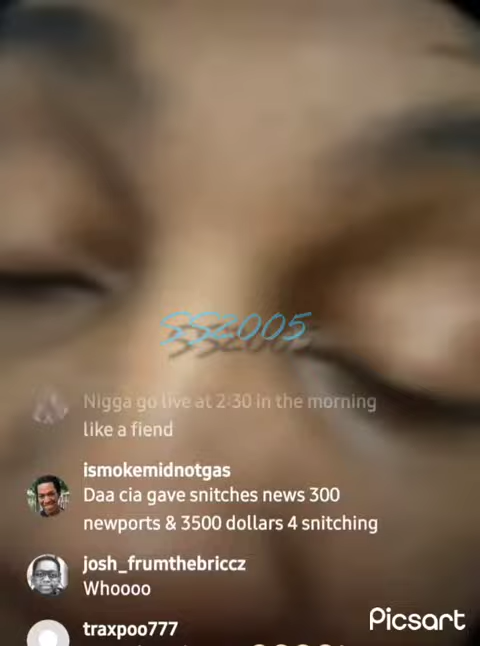 SS2005
Nigga go live at 2:30 in the morning
like a fiend
ismokemidnotgas
Daa cia gave snitches news 300
newports & 3500 dollars 4 snitching
josh_frumthebriccz
Whoooo
traxpoo777
Picsart